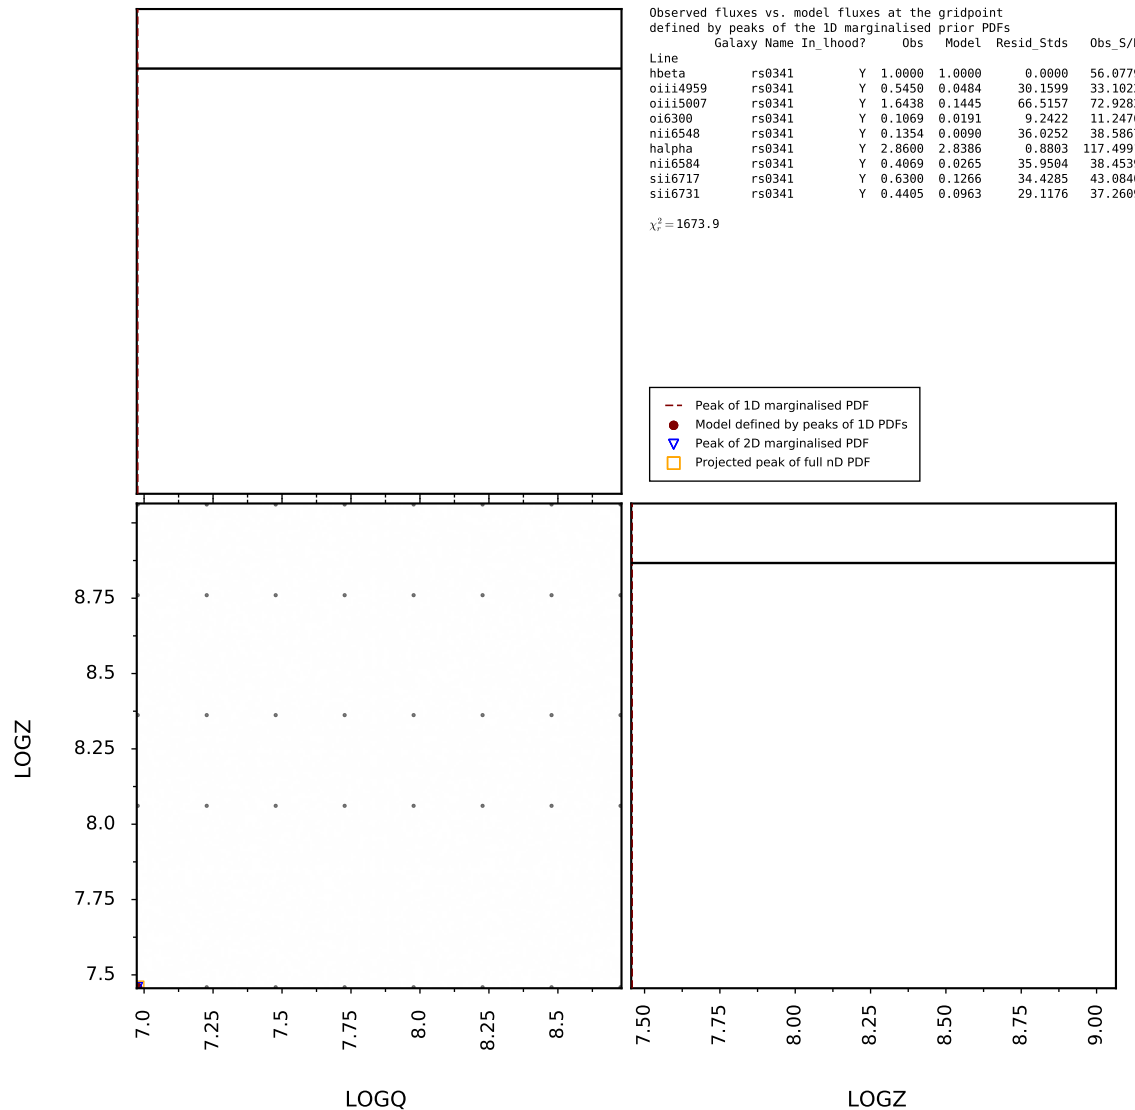 Observed fluxes vs. model fluxes at the gridpoint
defined by peaks of the 1D marginalised prior PDFs
Galaxy Name In_lhood? Obs Model Resid_Stds
Line
hbeta rs0341 Y 1.0000 1.0000 0.0000
oiii4959 rs0341 Y 0.5450 0.0484 30.1599
oiii5007 rs0341 Y 1.6438 0.1445 66.5157
oi6300 rs0341 Y 0.1069 0.0191 9.2422
nii6548 rs0341 Y 0.1354 0.0090 36.0252
halpha rs0341 Y 2.8600 2.8386 0.8803 117.499
nii6584 rs0341 Y 0.4069 0.0265 35.9504
sii6717 rs0341 Y 0.6300 0.1266 34.4285
sii6731 rs0341 Y 0.4405 0.0963 29.1176
χ²ᵣ = 1673.9
Peak of 1D marginalised PDF
Model defined by peaks of 1D PDFs
Peak of 2D marginalised PDF
Projected peak of full nD PDF
LOGZ
8.75
8.5
8.25
8.0
7.75
7.5
7.0 7.25 7.5 7.75 8.0 8.25 8.5
LOGQ
7.50 7.75 8.00 8.25 8.50 8.75 9.00
LOGZ